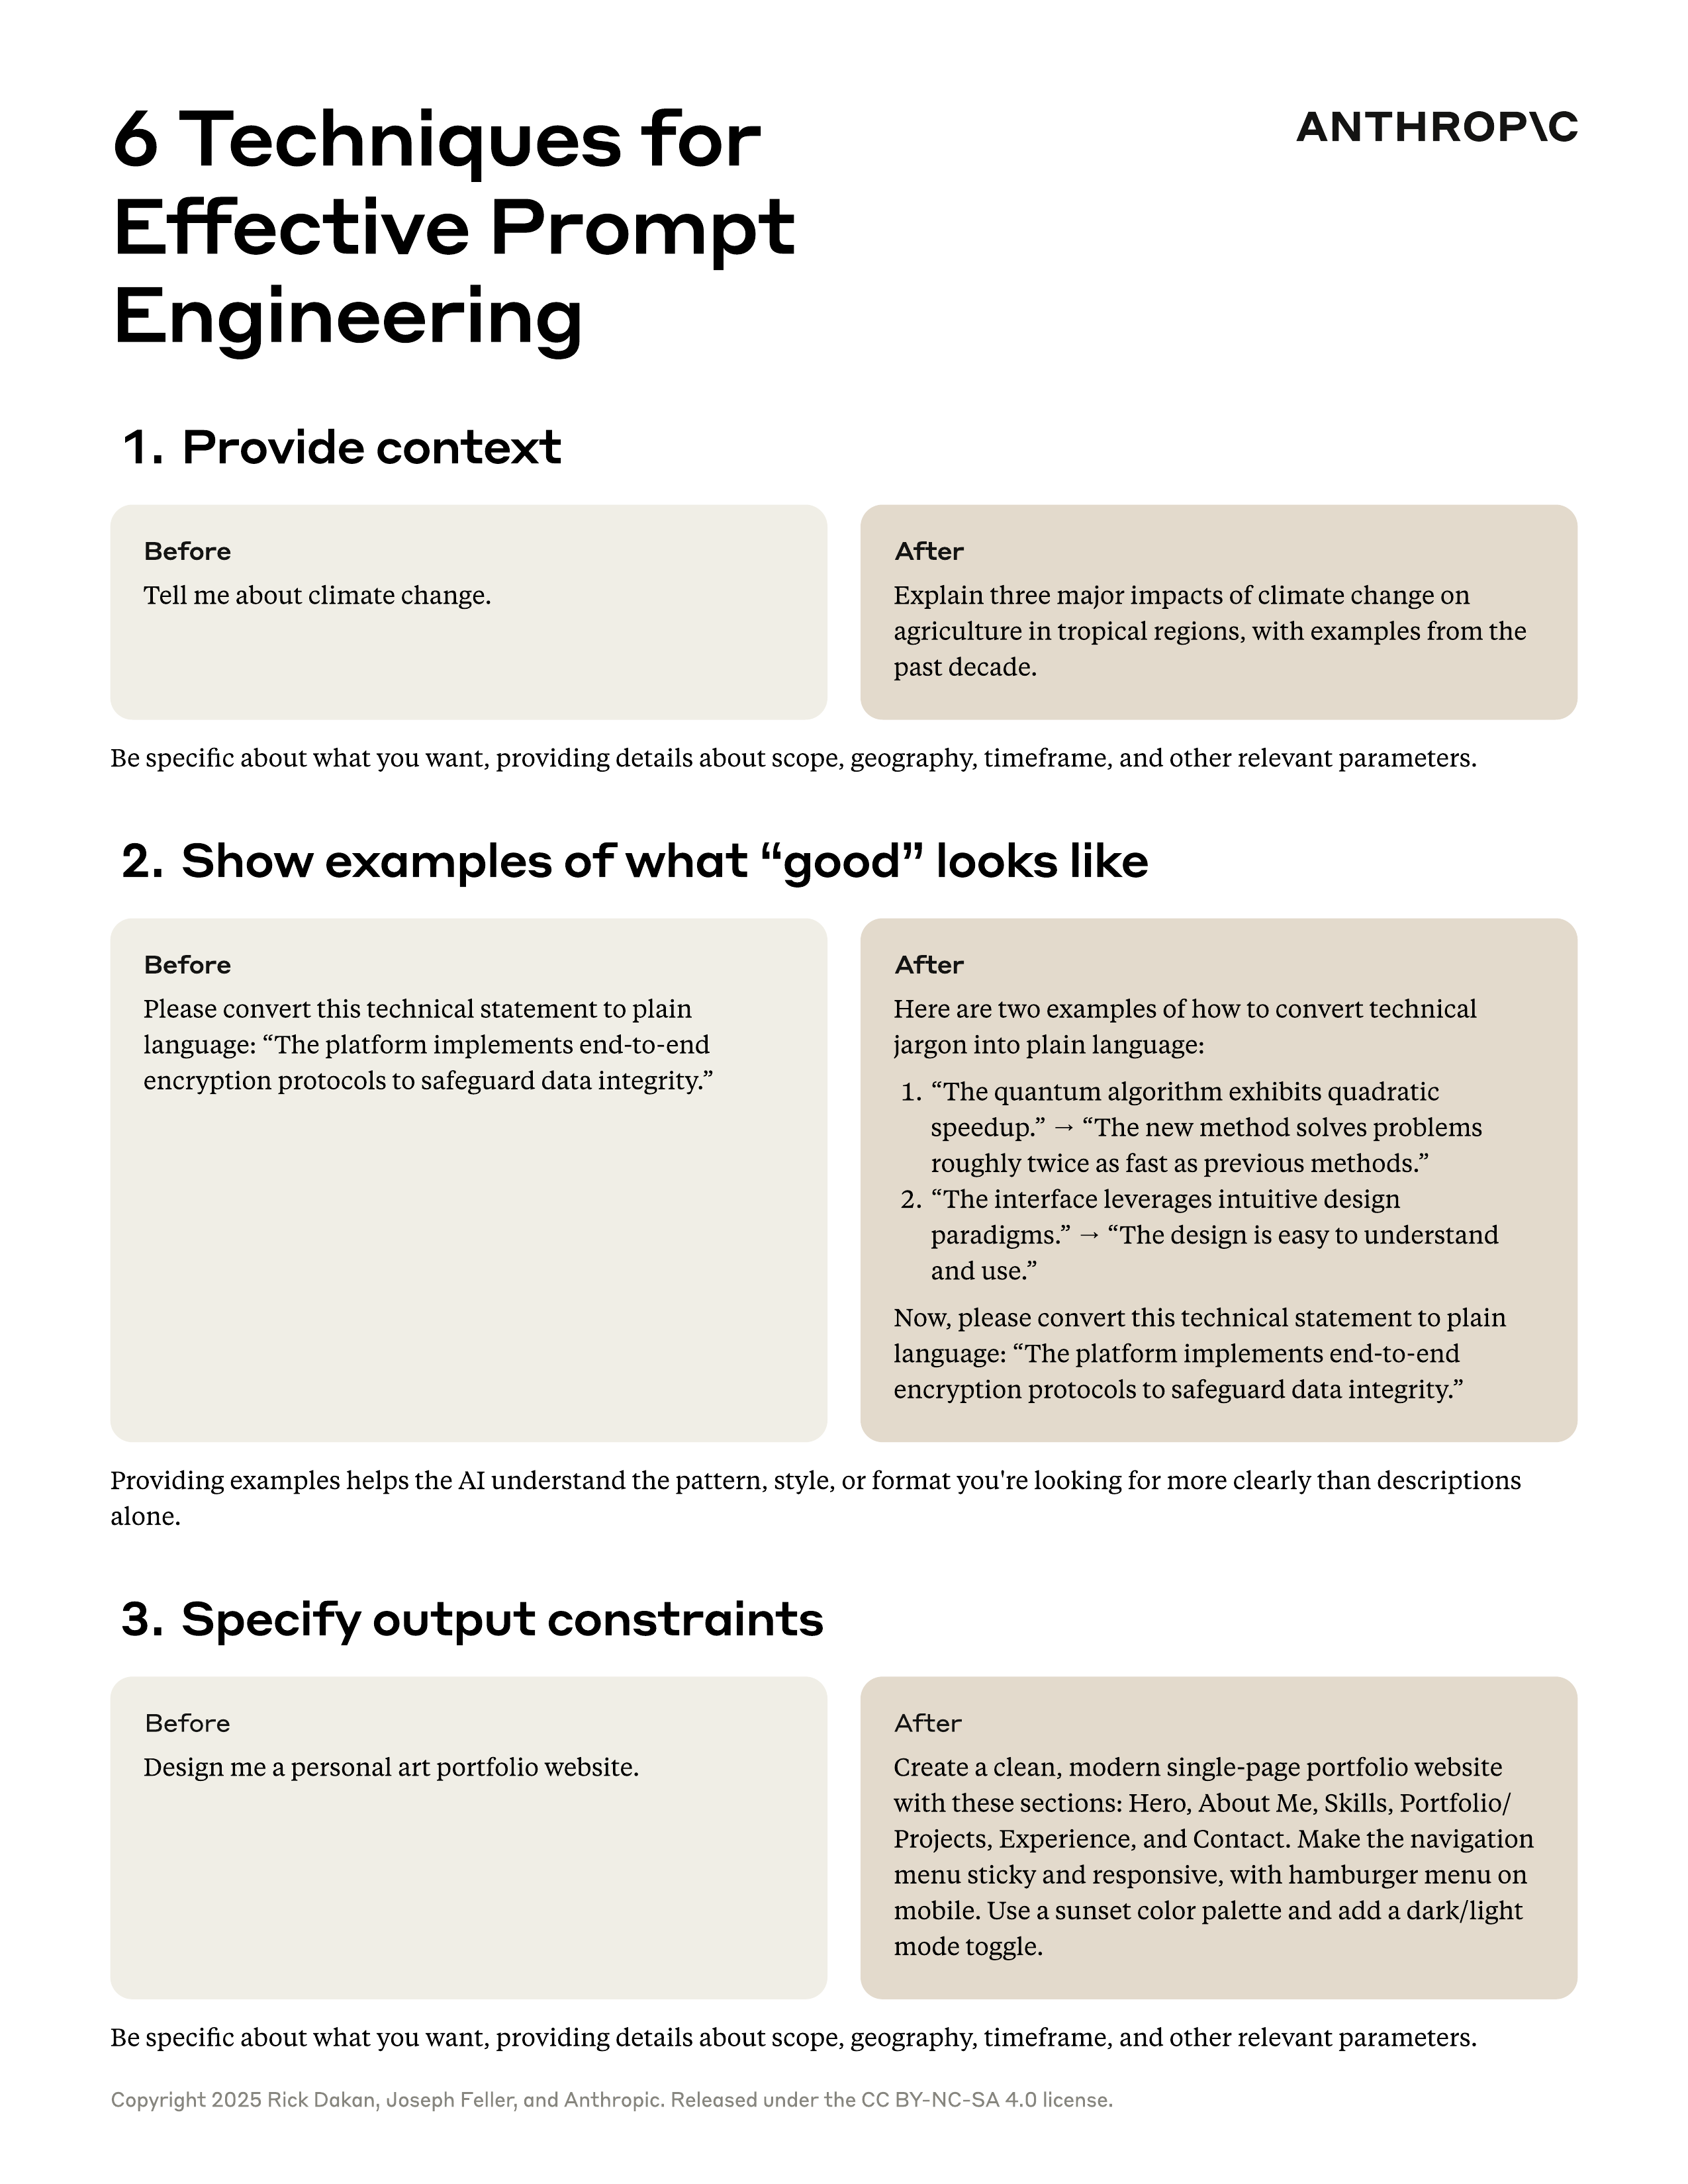 6 Techniques for
Effective Prompt
Engineering
ANTHROP\C
1. Provide context
Before
Tell me about climate change.
After
Explain three major impacts of climate change on
agriculture in tropical regions, with examples from the
past decade.
Be specific about what you want, providing details about scope, geography, timeframe, and other relevant parameters.
2. Show examples of what “good” looks like
Before
Please convert this technical statement to plain
language: “The platform implements end-to-end
encryption protocols to safeguard data integrity.”
After
Here are two examples of how to convert technical
jargon into plain language:
1. “The quantum algorithm exhibits quadratic
speedup.” → “The new method solves problems
roughly twice as fast as previous methods.”
2. “The interface leverages intuitive design
paradigms.” → “The design is easy to understand
and use.”
Now, please convert this technical statement to plain
language: “The platform implements end-to-end
encryption protocols to safeguard data integrity.”
Providing examples helps the AI understand the pattern, style, or format you're looking for more clearly than descriptions
alone.
3. Specify output constraints
Before
Design me a personal art portfolio website.
After
Create a clean, modern single-page portfolio website
with these sections: Hero, About Me, Skills, Portfolio/
Projects, Experience, and Contact. Make the navigation
menu sticky and responsive, with hamburger menu on
mobile. Use a sunset color palette and add a dark/light
mode toggle.
Be specific about what you want, providing details about scope, geography, timeframe, and other relevant parameters.
Copyright 2025 Rick Dakan, Joseph Feller, and Anthropic. Released under the CC BY-NC-SA 4.0 license.